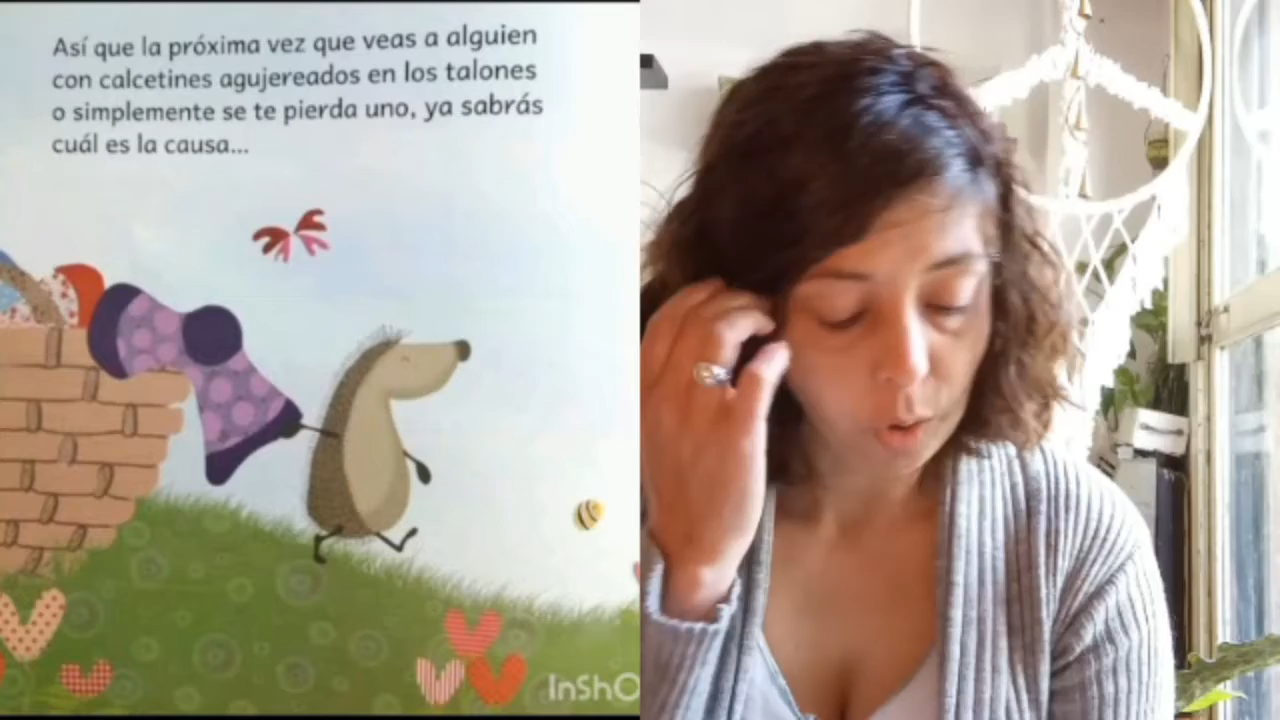 Así que la próxima vez que veas a alguien
con calcetines agujereados en los talones
o simplemente se te pierda uno, ya sabrás
cuál es la causa...
InShO